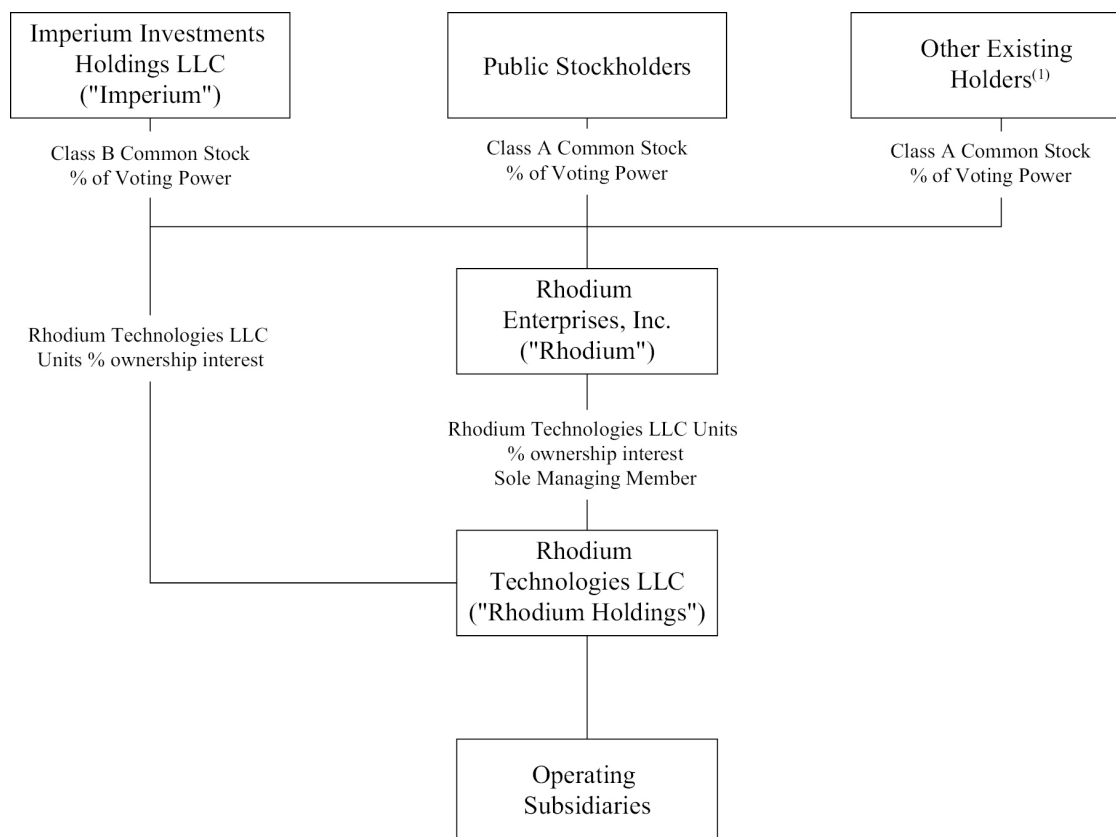 Imperium Investments
Holdings LLC
("Imperium")
Public Stockholders
Other Existing
Holders(1)
Class B Common Stock
% of Voting Power
Class A Common Stock
% of Voting Power
Class A Common Stock
% of Voting Power
Rhodium
Enterprises, Inc.
("Rhodium")
Rhodium Technologies LLC
Units % ownership interest
Rhodium Technologies LLC Units
% ownership interest
Sole Managing Member
Rhodium
Technologies LLC
("Rhodium Holdings")
Operating
Subsidiaries